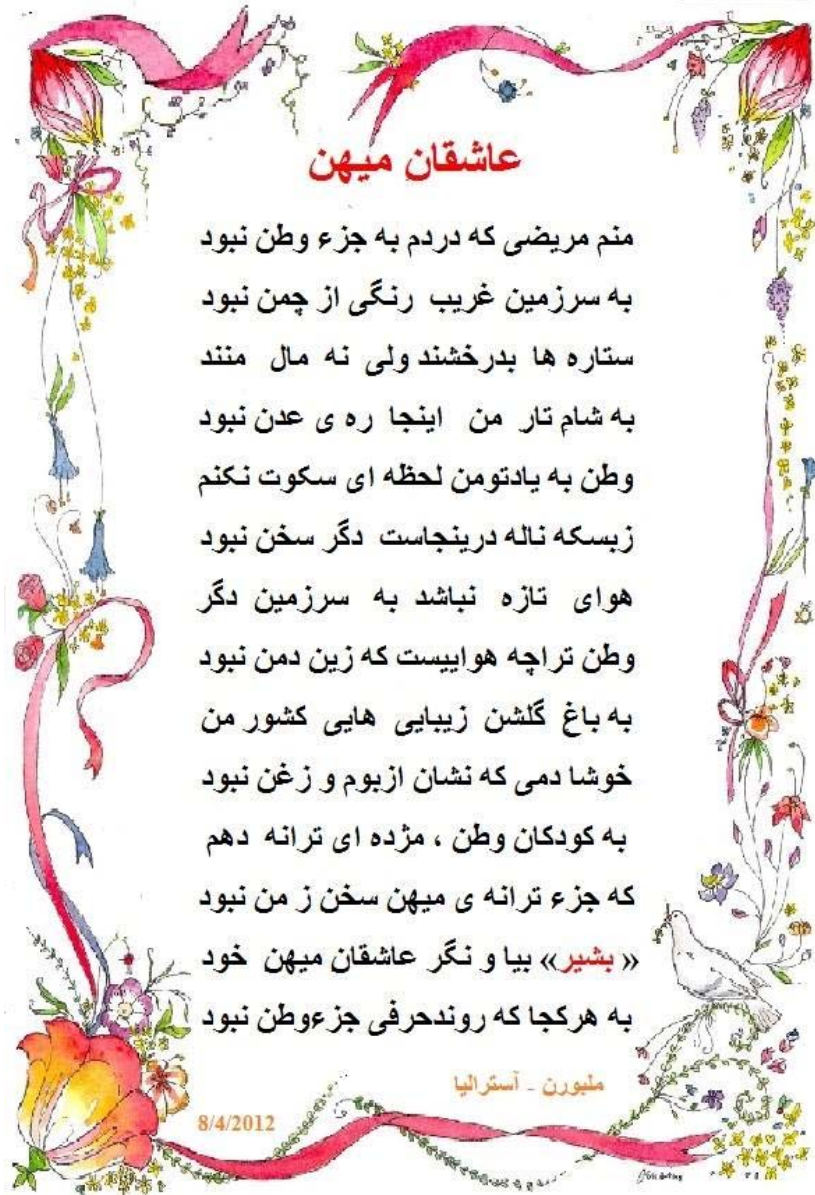 عاشقان میهن
منم مریضی که دردم به جزء وطن نبود
به سرزمین غریب رنگی از چمن نبود
ستاره ها بدرخشند ولی نه مال منند
به شام تار من اینجا ره ی عدن نبود
وطن به یادتومن لحظه ای سکوت نکنم
زبسکه ناله درینجاست دگر سخن نبود
هوای تازه نباشد به سرزمین دگر
وطن تراچه هواییست که زین دمن نبود
به باغ گلشن زیبایی هایی کشور من
خوشا دمی که نشان ازبوم و زغن نبود
به کودکان وطن ، مژده ای ترانه دهم
که جزء ترانه ی میهن سخن ز من نبود
« بشیر» بیا و نگر عاشقان میهن خود
به هرکجا که روندحرفی جزءوطن نبود
ملبورن - آسترالیا
8/4/2012